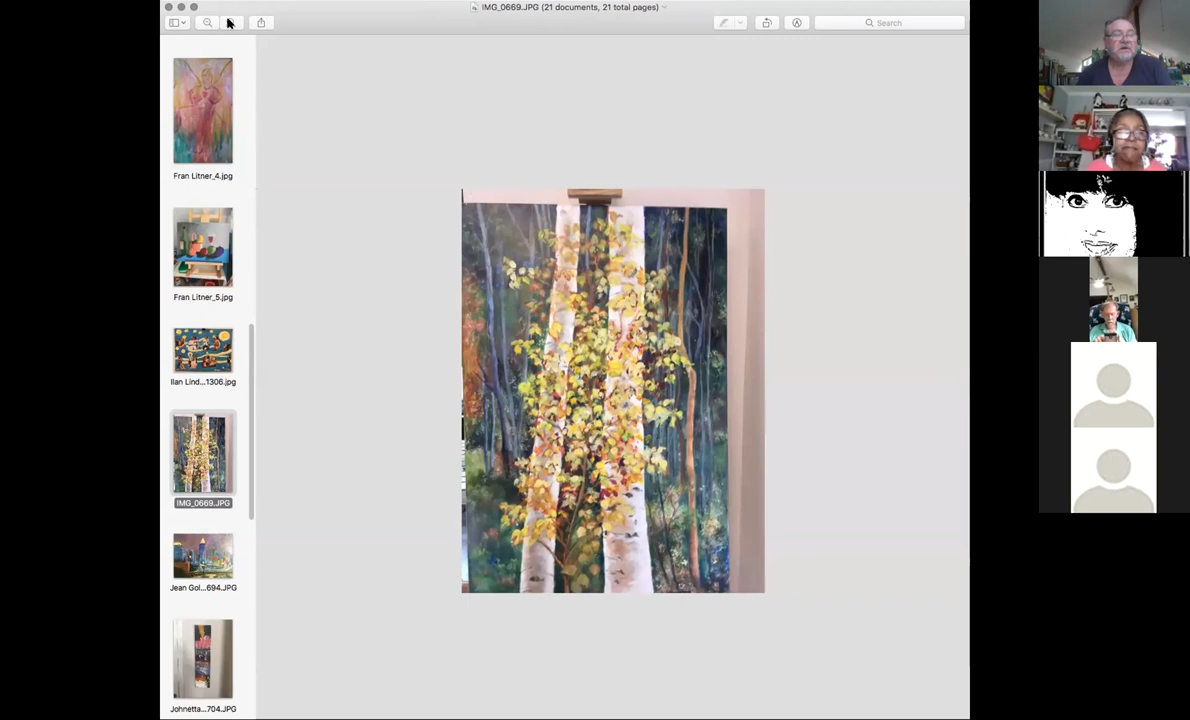 IMG_0669.JPG (21 documents, 21 total pages)
Search
Fran Litner_4.jpg
Fran Litner_5.jpg
Ilan Lind...1306.jpg
IMG_0669.JPG
Jean Gol...694.JPG
Johnetta...704.JPG